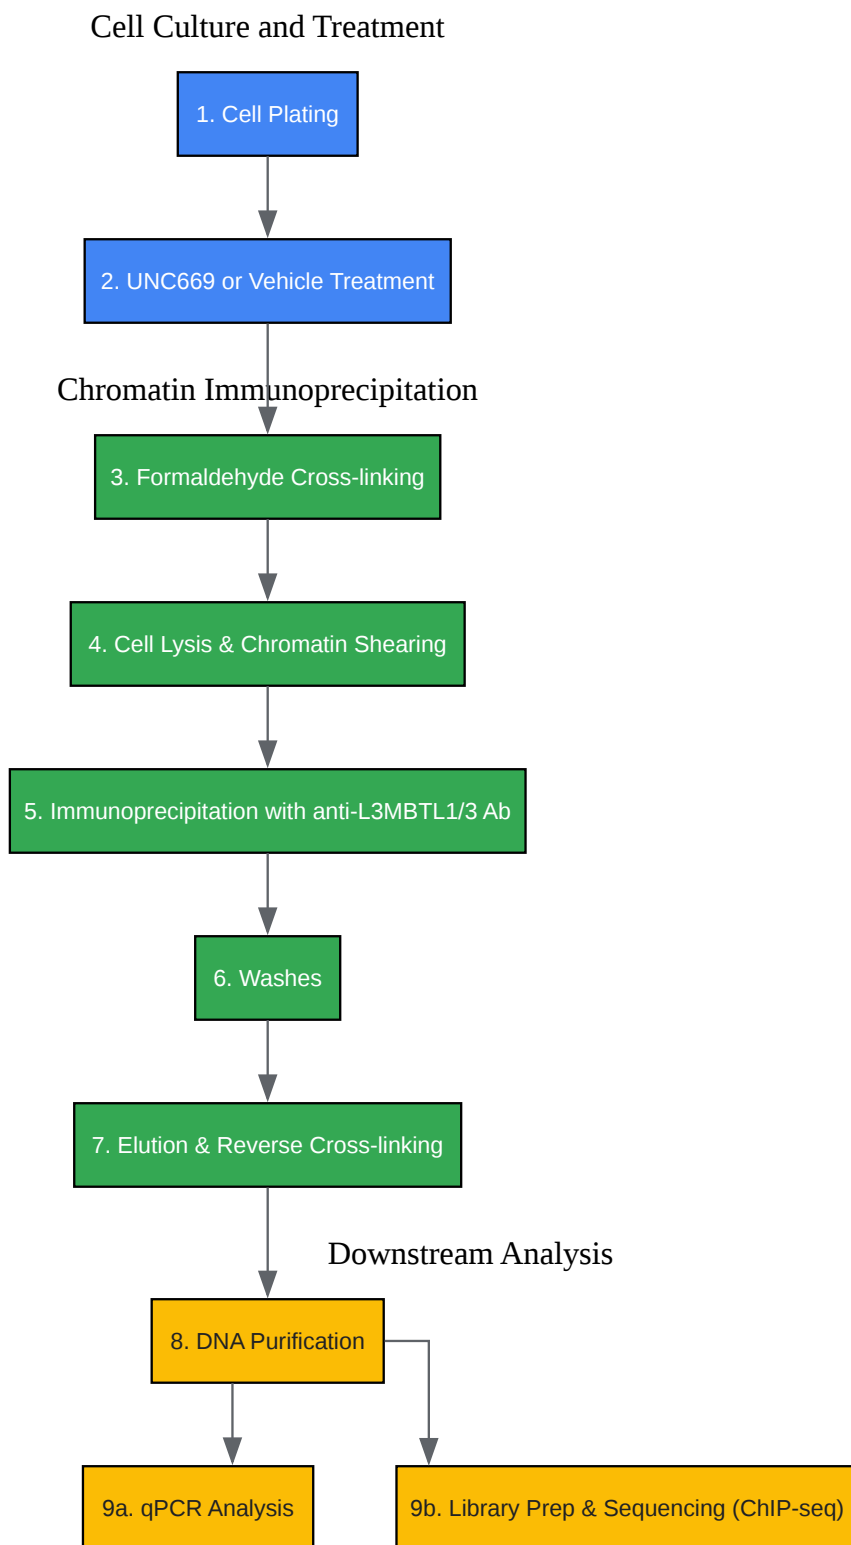 Cell Culture and Treatment
1. Cell Plating
2. UNC669 or Vehicle Treatment
Chromatin Immunoprecipitation
3. Formaldehyde Cross-linking
4. Cell Lysis & Chromatin Shearing
5. Immunoprecipitation with anti-L3MBTL1/3 Ab
6. Washes
7. Elution & Reverse Cross-linking
Downstream Analysis
8. DNA Purification
9a. qPCR Analysis
9b. Library Prep & Sequencing (ChIP-seq)